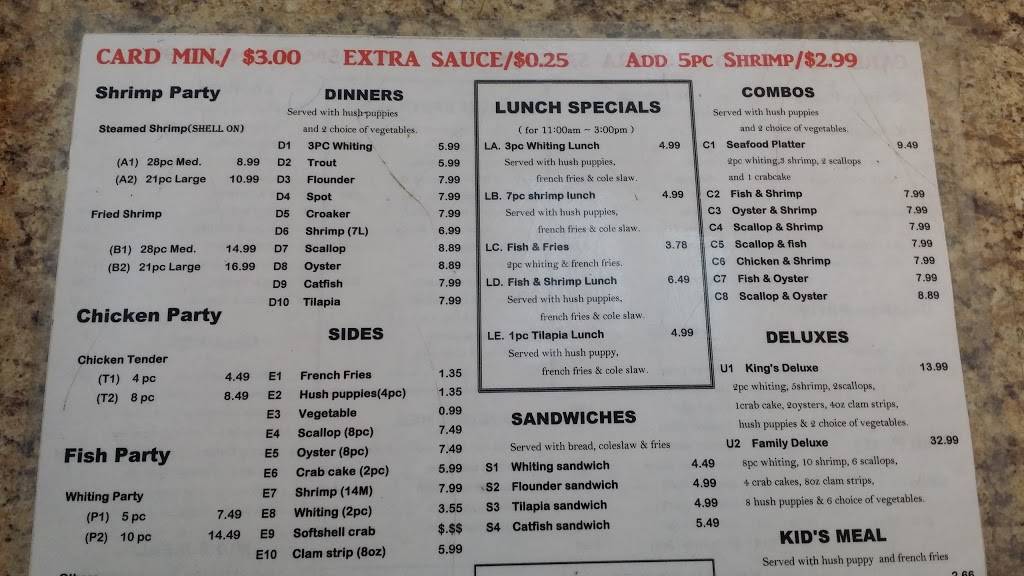 CARD MIN./ $3.00 EXTRA SAUCE/$0.25 ADD 5PC SHRIMP/$2.99
Shrimp Party
Steamed Shrimp(SHELL ON)
(A1) 28pc Med. 8.99
(A2) 21pc Large 10.99
Fried Shrimp
(B1) 28pc Med. 14.99
(B2) 21pc Large 16.99
Chicken Party
Chicken Tender
(T1) 4 pc 4.49
(T2) 8 pc 8.49
Fish Party
Whiting Party
(P1) 5 pc 7.49
(P2) 10 pc 14.49
DINNERS
Served with hush-puppies
and 2 choice of vegetables.
D1 3PC Whiting 5.99
D2 Trout 5.99
D3 Flounder 7.99
D4 Spot 7.99
D5 Croaker 7.99
D6 Shrimp (7L) 6.99
D7 Scallop 8.89
D8 Oyster 8.89
D9 Catfish 7.99
D10 Tilapia 7.99
SIDES
E1 French Fries 1.35
E2 Hush puppies(4pc) 1.35
E3 Vegetable 0.99
E4 Scallop (8pc) 7.49
E5 Oyster (8pc) 7.49
E6 Crab cake (2pc) 5.99
E7 Shrimp (14M) 7.99
E8 Whiting (2pc) 3.55
E9 Softshell crab $.$$
E10 Clam strip (8oz) 5.99
LUNCH SPECIALS
( for 11:00am ~ 3:00pm )
LA. 3pc Whiting Lunch 4.99
Served with hush puppies,
french fries & cole slaw.
LB. 7pc shrimp lunch 4.99
Served with hush puppies,
french fries & cole slaw.
LC. Fish & Fries 3.78
2pc whiting & french fries.
LD. Fish & Shrimp Lunch 6.49
Served with hush puppies,
french fries & cole slaw.
LE. 1pc Tilapia Lunch 4.99
Served with hush puppy,
french fries & cole slaw.
SANDWICHES
Served with bread, coleslaw & fries
S1 Whiting sandwich 4.49
S2 Flounder sandwich 4.99
S3 Tilapia sandwich 4.99
S4 Catfish sandwich 5.49
COMBOS
Served with hush puppies
and 2 choice of vegetables.
C1 Seafood Platter 9.49
2pc whiting,3 shrimp, 2 scallops
and 1 crabcake
C2 Fish & Shrimp 7.99
C3 Oyster & Shrimp 7.99
C4 Scallop & Shrimp 7.99
C5 Scallop & fish 7.99
C6 Chicken & Shrimp 7.99
C7 Fish & Oyster 7.99
C8 Scallop & Oyster 8.89
DELUXES
U1 King's Deluxe 13.99
2pc whiting, 5shrimp, 2scallops,
1crab cake, 2oysters, 4oz clam strips,
hush puppies & 2 choice of vegetables.
U2 Family Deluxe 32.99
8pc whiting, 10 shrimp, 6 scallops,
4 crab cakes, 8oz clam strips,
8 hush puppies & 6 choice of vegetables.
KID'S MEAL
Served with hush puppy and french fries